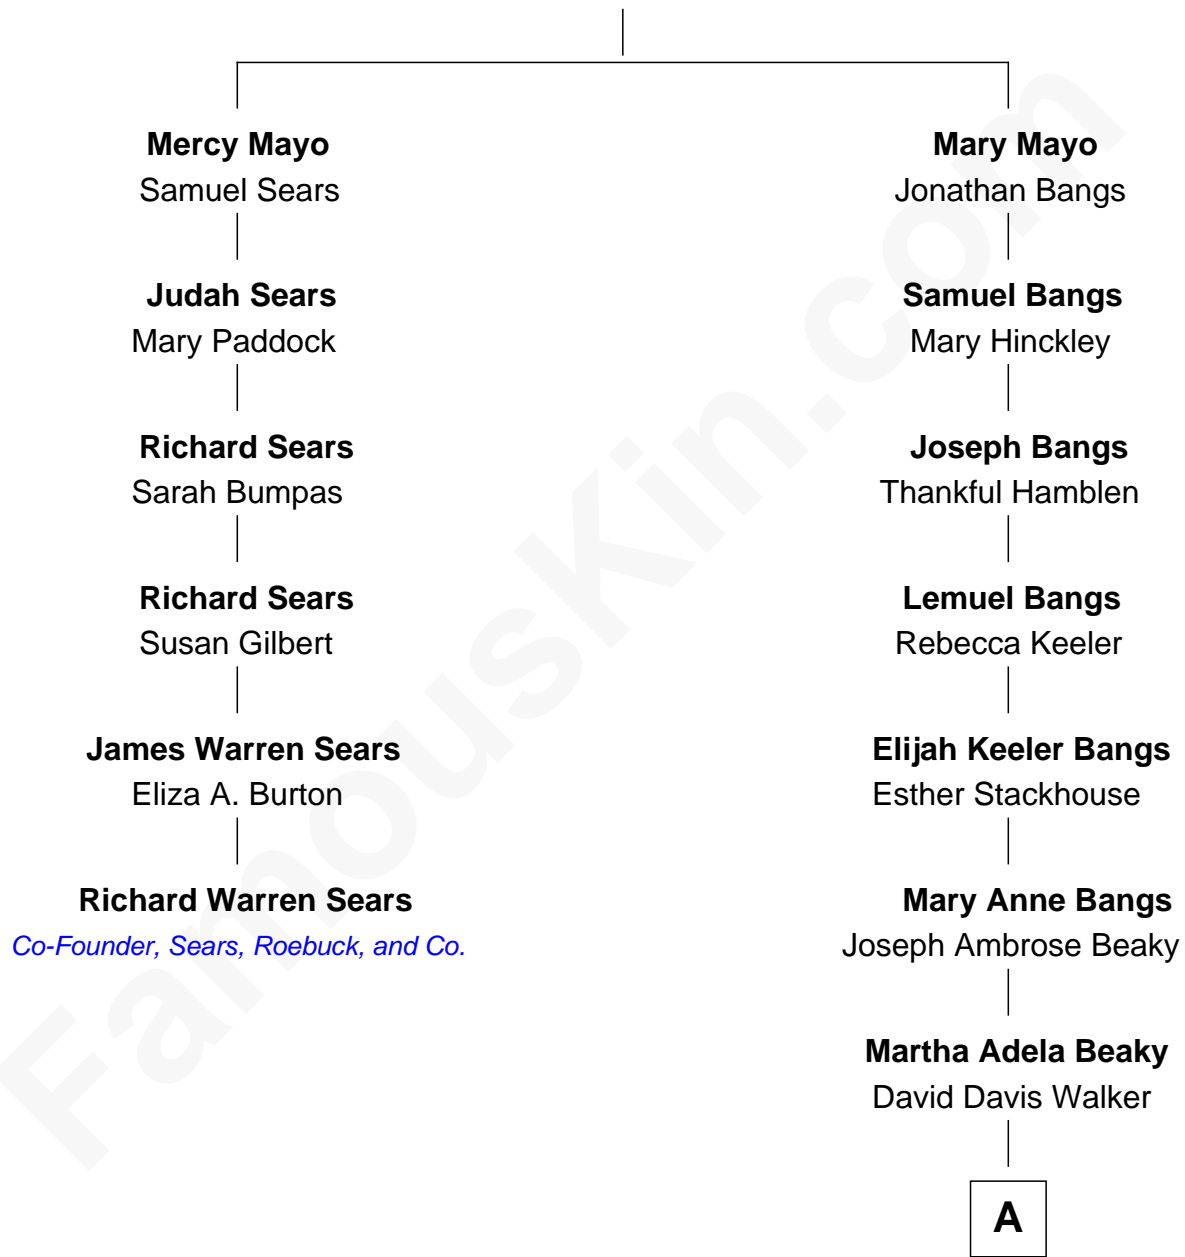 Mercy Mayo
Samuel Sears
Judah Sears
Mary Paddock
Richard Sears
Sarah Bumpas
Richard Sears
Susan Gilbert
James Warren Sears
Eliza A. Burton
Richard Warren Sears
Co-Founder, Sears, Roebuck, and Co.
Mary Mayo
Jonathan Bangs
Samuel Bangs
Mary Hinckley
Joseph Bangs
Thankful Hamblen
Lemuel Bangs
Rebecca Keeler
Elijah Keeler Bangs
Esther Stackhouse
Mary Anne Bangs
Joseph Ambrose Beaky
Martha Adela Beaky
David Davis Walker
A
FamousKin.com